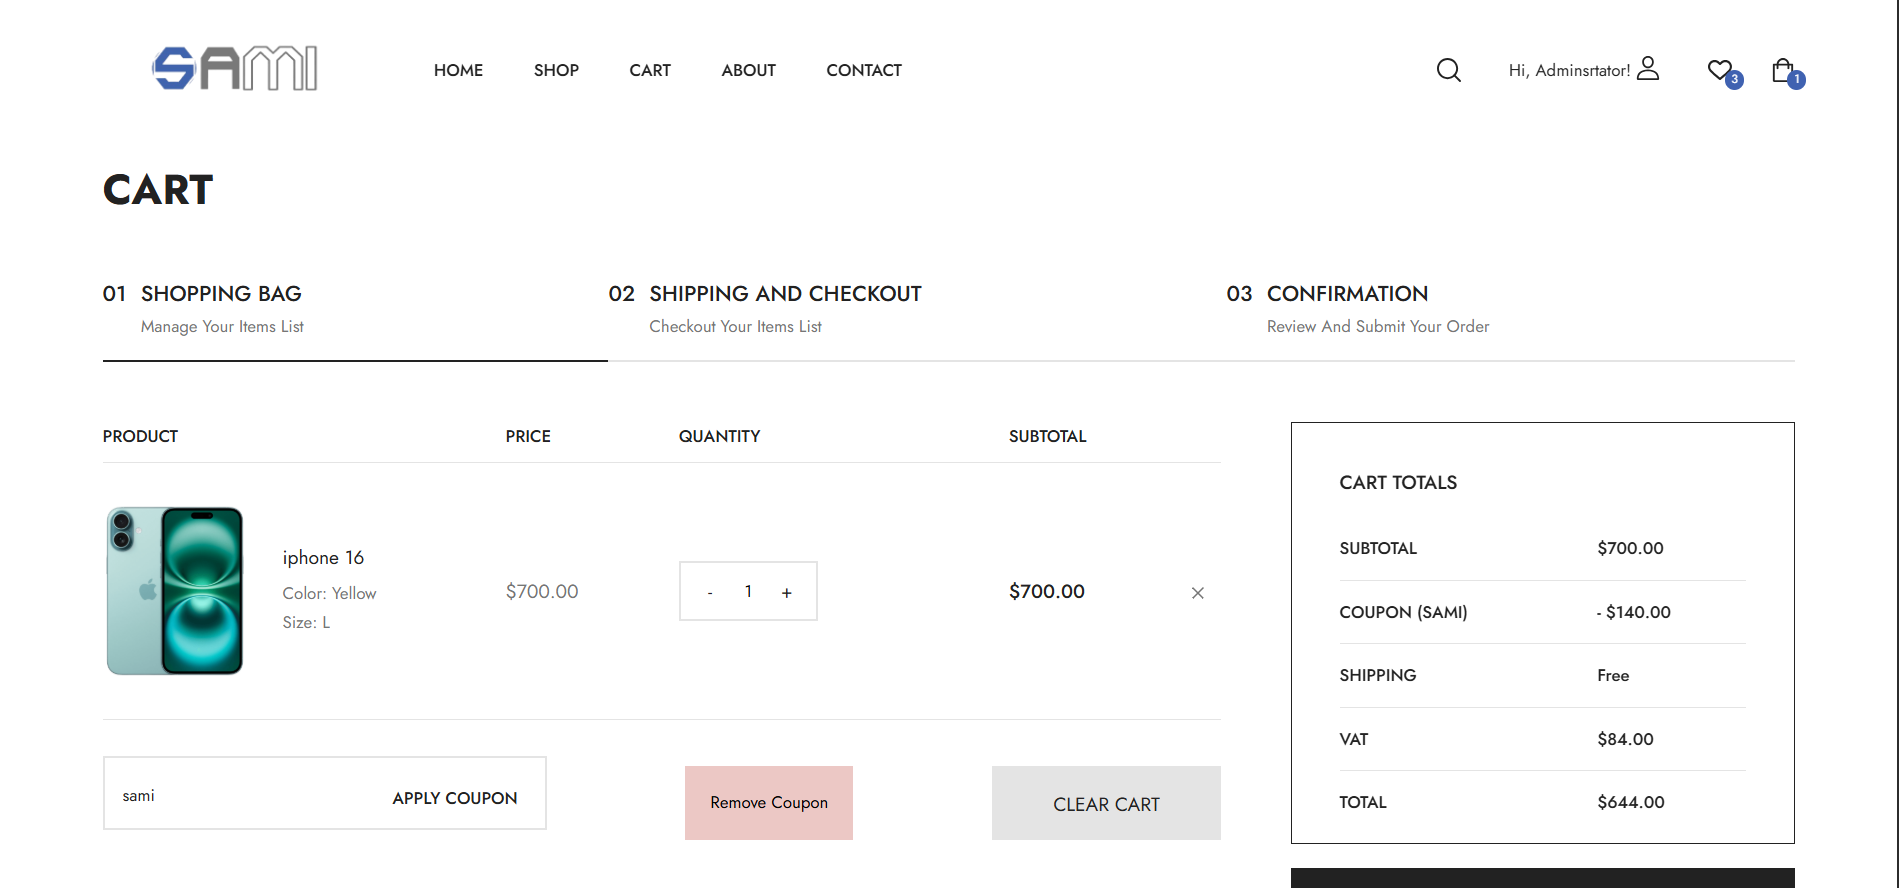 SAMI
HOME SHOP CART ABOUT CONTACT
Hi, Adminsrtator! 3 1
CART
01 SHOPPING BAG
Manage Your Items List
02 SHIPPING AND CHECKOUT
Checkout Your Items List
03 CONFIRMATION
Review And Submit Your Order
PRODUCT PRICE QUANTITY SUBTOTAL
iphone 16
Color: Yellow
Size: L
$700.00 - 1 + $700.00
sami APPLY COUPON
Remove Coupon
CLEAR CART
CART TOTALS
SUBTOTAL $700.00
COUPON (SAMI) - $140.00
SHIPPING Free
VAT $84.00
TOTAL $644.00